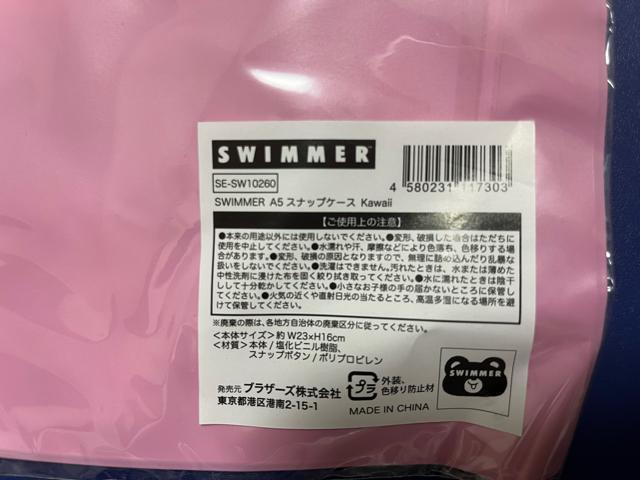 SWIMMER™
4 580231 117303
SE-SW10260
SWIMMER A5 スナップケース Kawaii
【ご使用上の注意】
●本来の用途以外には使用しないでください。●変形、破損した場合はただちに
使用を中止してください。●水濡れや汗、摩擦などにより色落ち、色移りする場
合があります。●変形、破損の原因となりますので、無理に詰め込んだり乱暴な
扱いをしないでください。●洗濯はできません。汚れたときは、水または薄めた
中性洗剤に浸けた布を固く絞り拭き取ってください。●水に濡れたときは陰干
しして十分乾かしてください。●小さなお子様の手の届かないところに保管し
てください。●火気の近くや直射日光の当たるところ、高温多湿になる場所を避
けて保管してください。
※廃棄の際は、各地方自治体の廃棄区分に従ってください。
＜本体サイズ＞約 W23×H16cm
＜材質＞本体/塩化ビニル樹脂、
スナップボタン/ポリプロピレン
発売元 ブラザーズ株式会社
東京都港区港南2-15-1
プラ
外装、
色移り防止材
MADE IN CHINA
SWIMMER